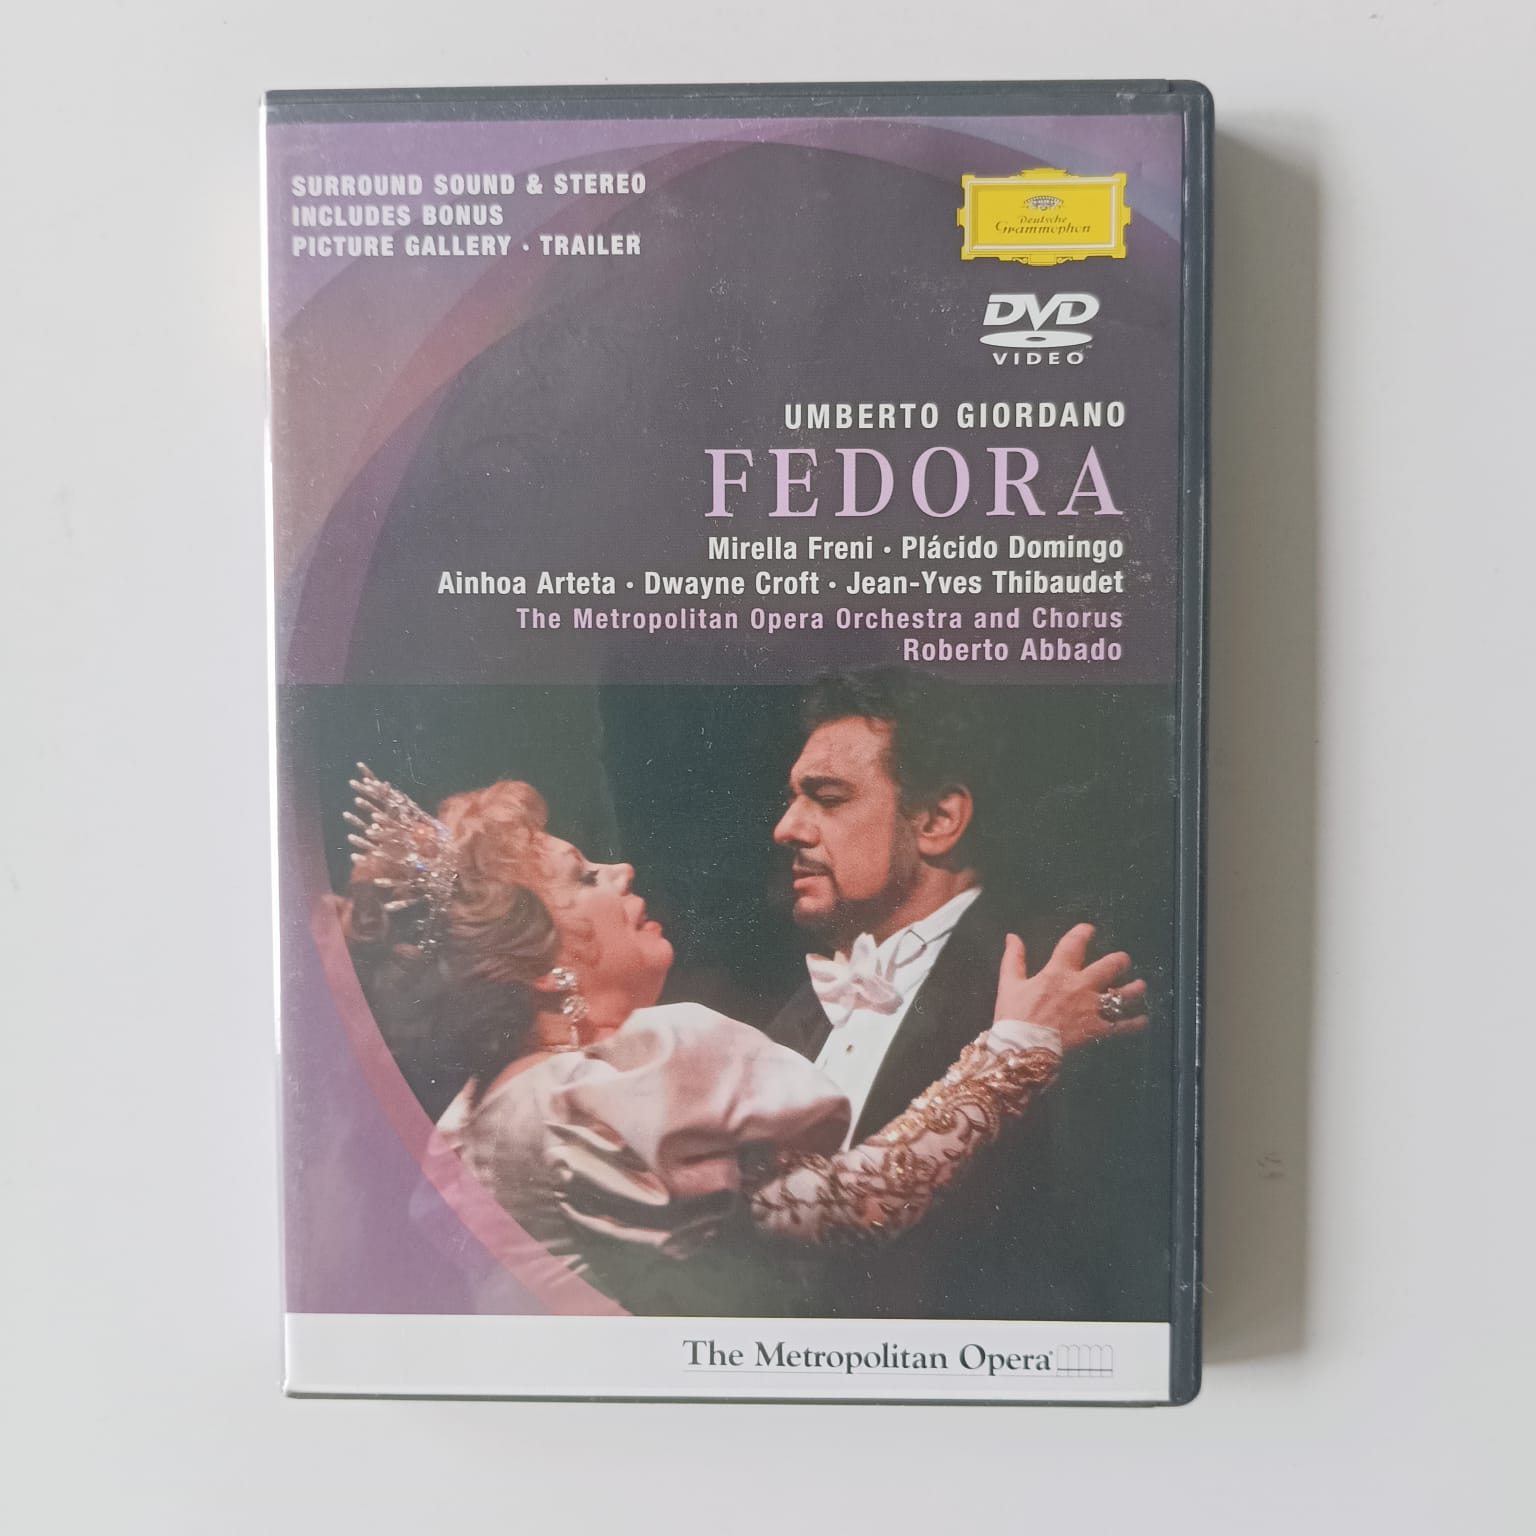 SURROUND SOUND & STEREO
INCLUDES BONUS
PICTURE GALLERY · TRAILER
Deutsche
Grammophon
DVD
VIDEO
UMBERTO GIORDANO
FEDORA
Mirella Freni · Plácido Domingo
Ainhoa Arteta · Dwayne Croft · Jean-Yves Thibaudet
The Metropolitan Opera Orchestra and Chorus
Roberto Abbado
The Metropolitan Opera